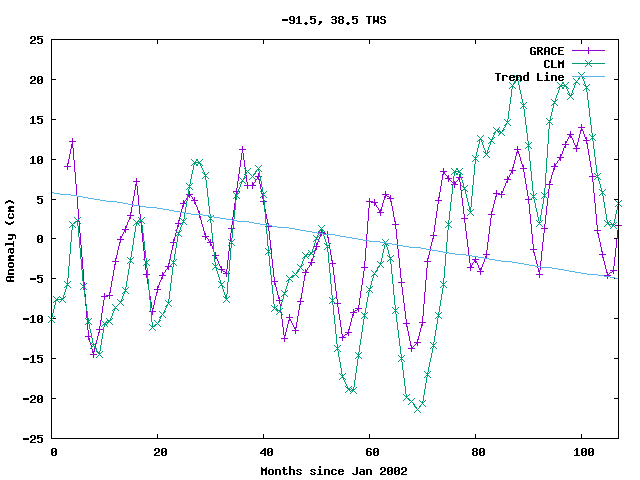 -91.5, 38.5 TWS
GRACE
CLM
Trend Line
25
20
15
10
5
0
-5
-10
-15
-20
-25
Anomaly (cm)
0 20 40 60 80 100
Months since Jan 2002